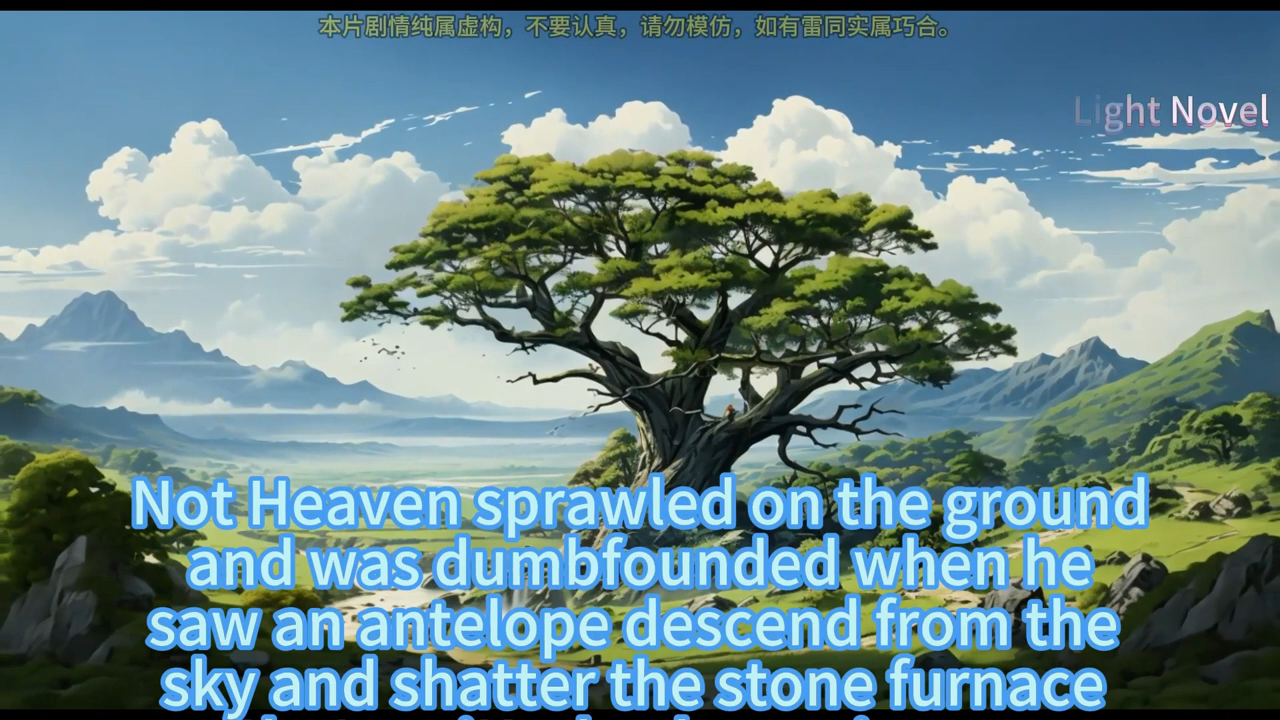 本片剧情纯属虚构，不要认真，请勿模仿，如有雷同实属巧合。
Light Novel
Not Heaven sprawled on the ground
and was dumbfounded when he
saw an antelope descend from the
sky and shatter the stone furnace